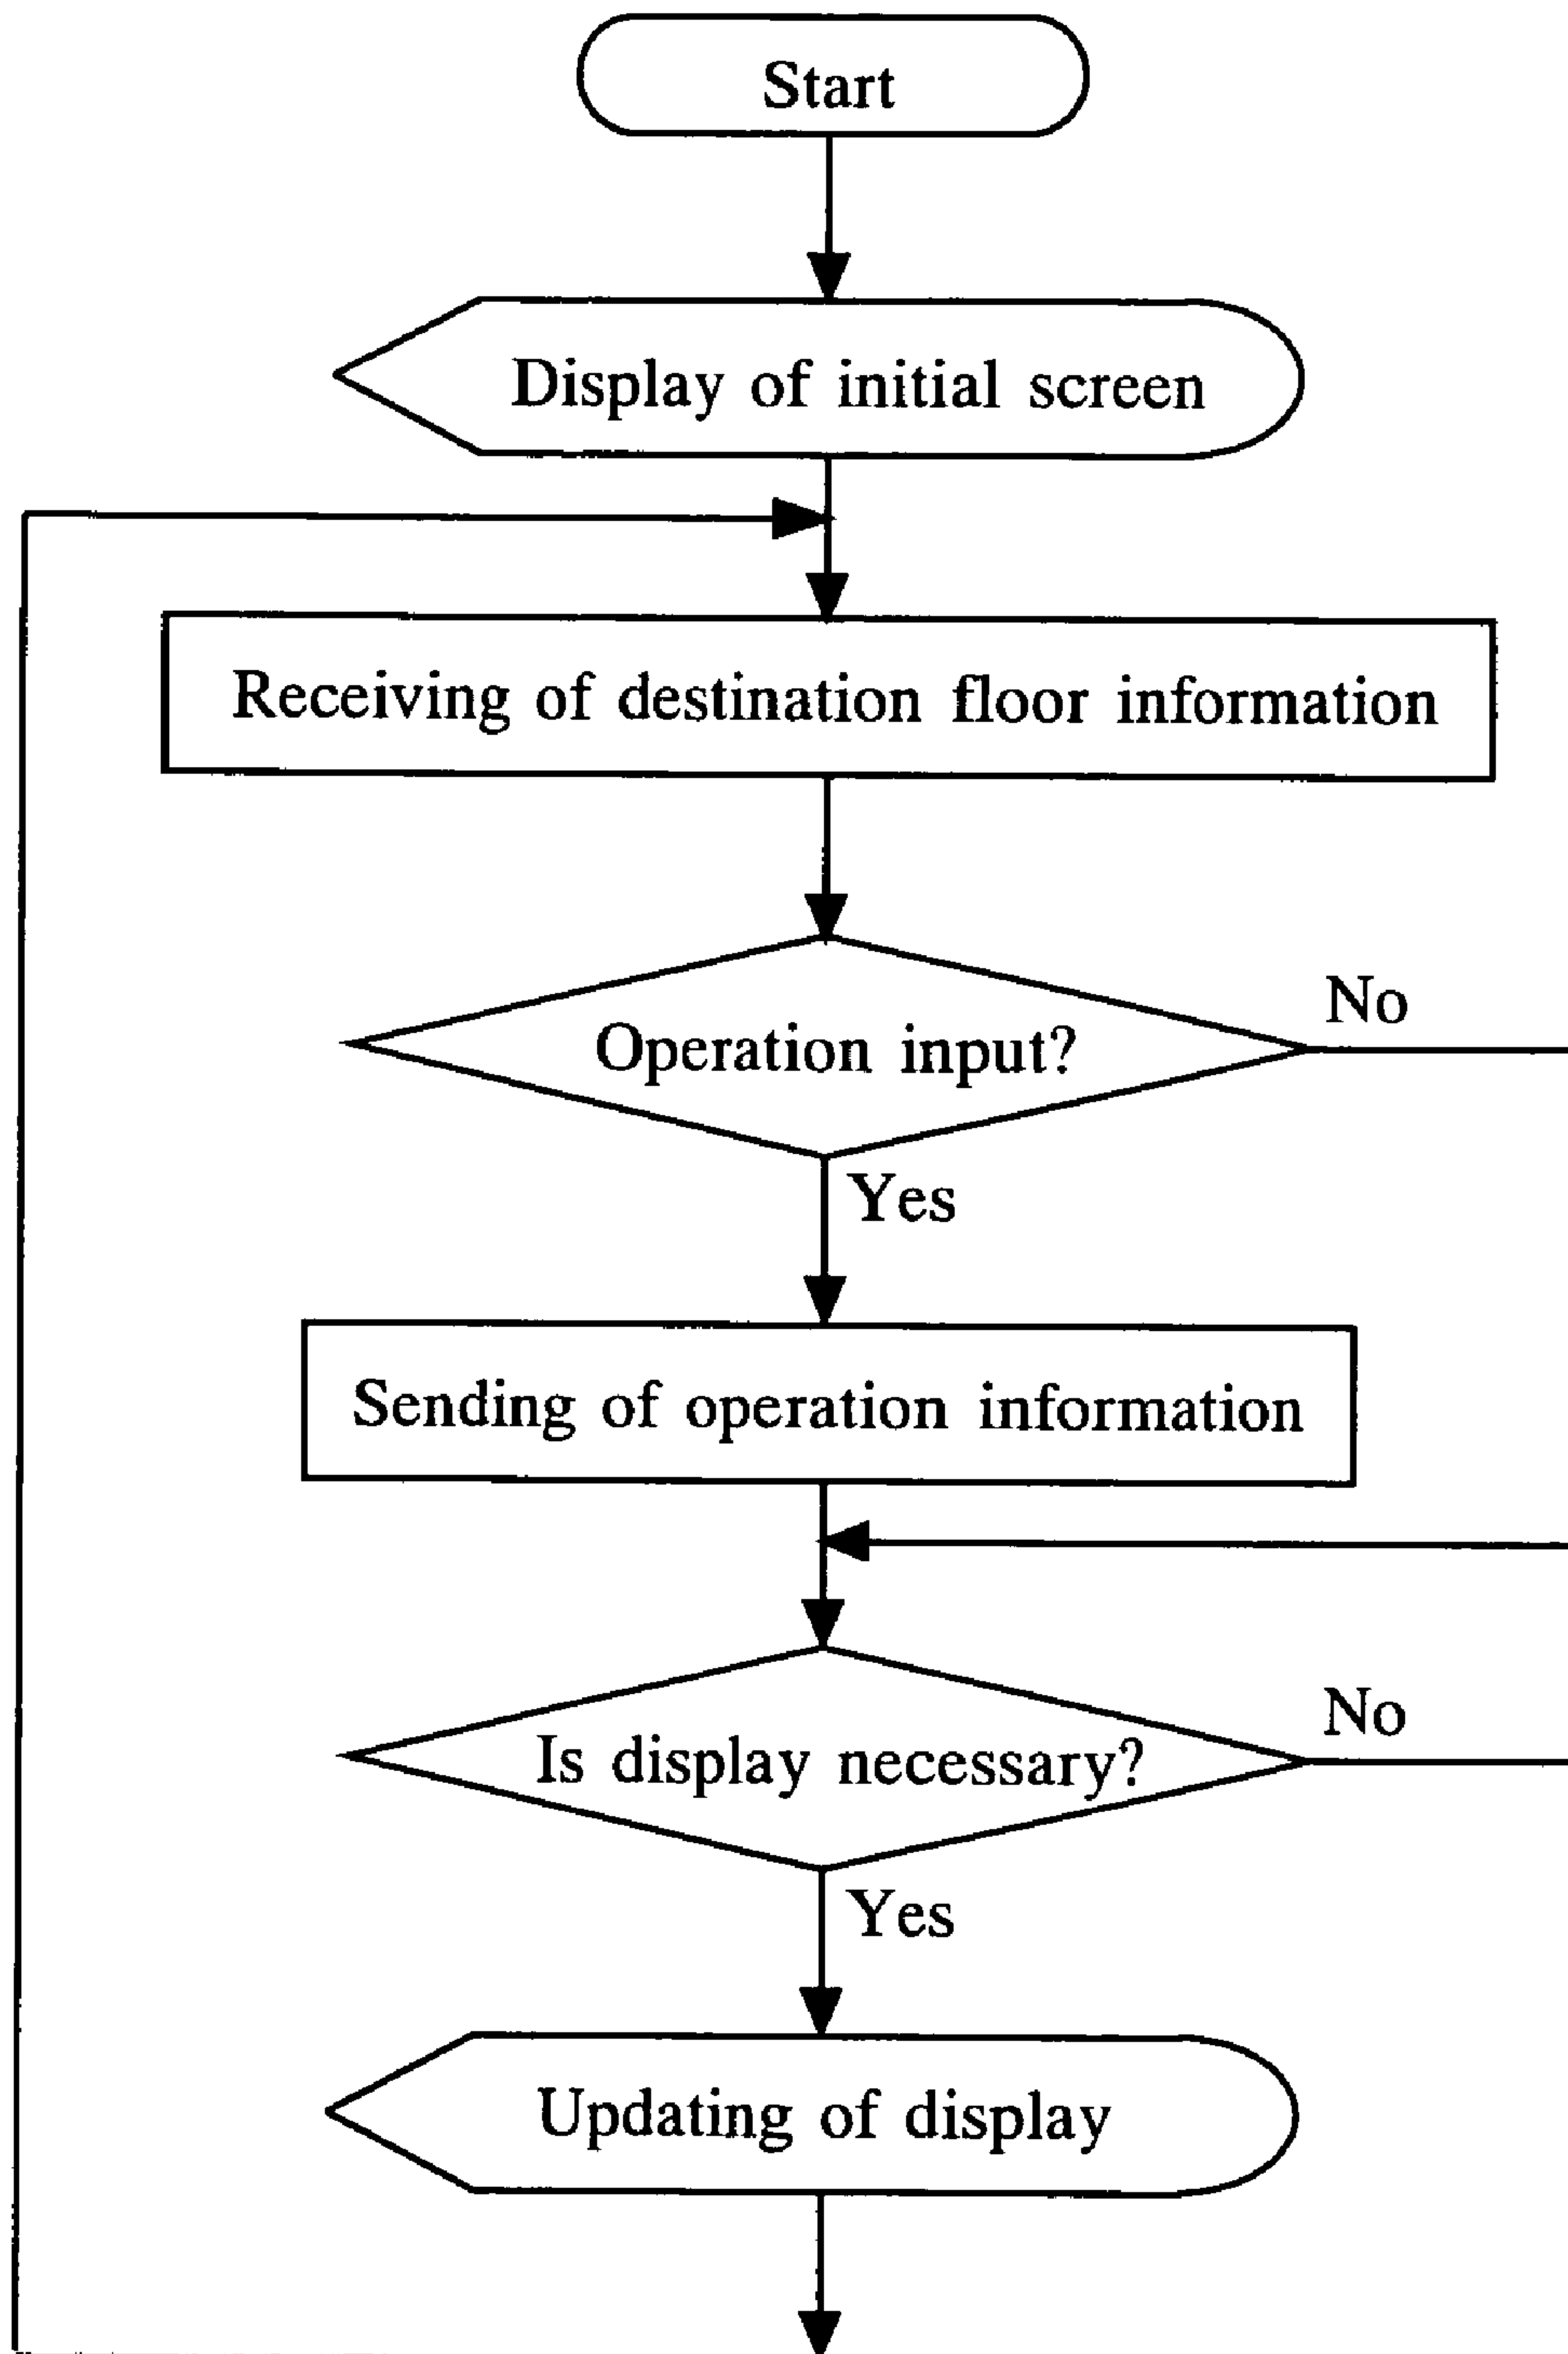 Start
Display of initial screen
Receiving of destination floor information
Operation input?
No
Yes
Sending of operation information
Is display necessary?
No
Yes
Updating of display